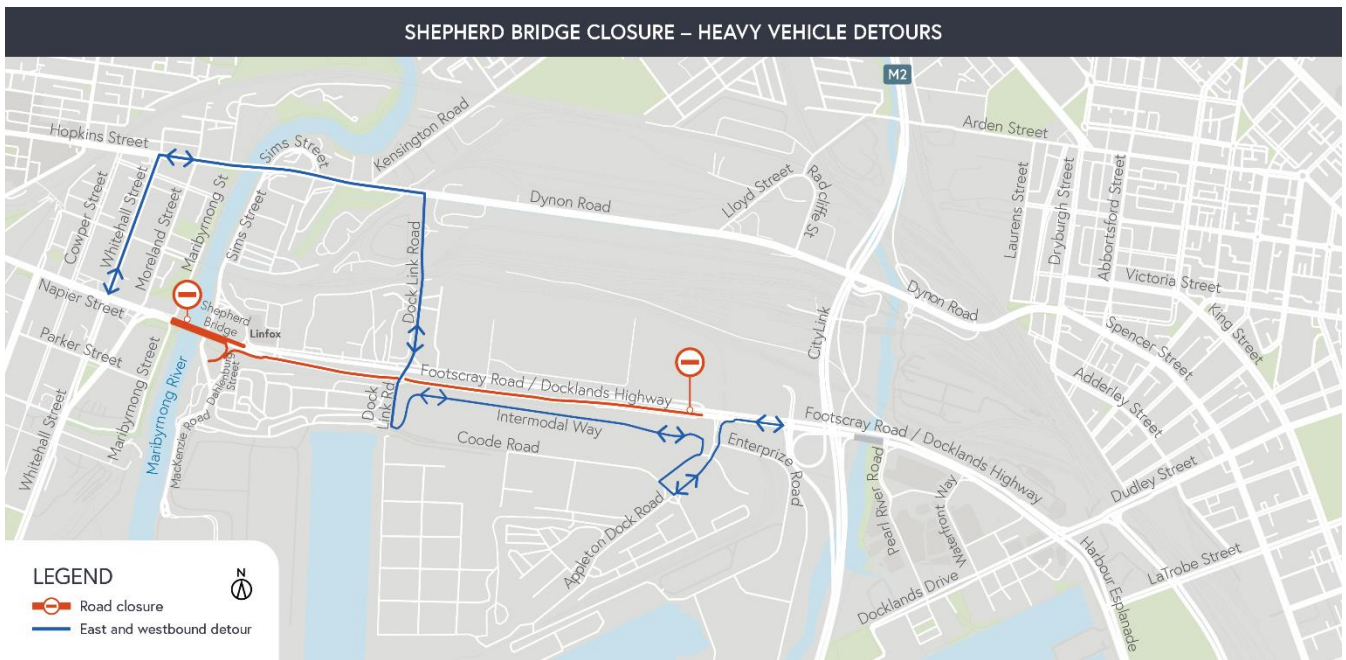 SHEPHERD BRIDGE CLOSURE – HEAVY VEHICLE DETOURS
M2
Hopkins Street
Sims Street
Kensington Road
Arden Street
Cowper Street
Whitehall Street
Moreland Street
Maribyrnong St
Sims Street
Dynon Road
Lloyd Street
Radcliffe St
Laurens Street
Dryburgh Street
Abbortsford Street
Victoria Street
Dock Link Road
Napier Street
Shepherd
Bridge
Linfox
CityLink
Dynon Road
Spencer Street
King Street
Parker Street
Maribyrnong Street
Maribyrnong River
Dahlenburg
Street
Footscray Road / Docklands Highway
Adderley Street
Whitehall Street
MacKenzie Road
Dock
Link Rd
Intermodal Way
Coode Road
Enterprize Road
Footscray Road / Docklands Highway
Appleton Dock Road
Pearl River Road
Waterfront Way
Dudley Street
Docklands Drive
Harbour Esplanade
LaTrobe Street
LEGEND
N
Road closure
East and westbound detour